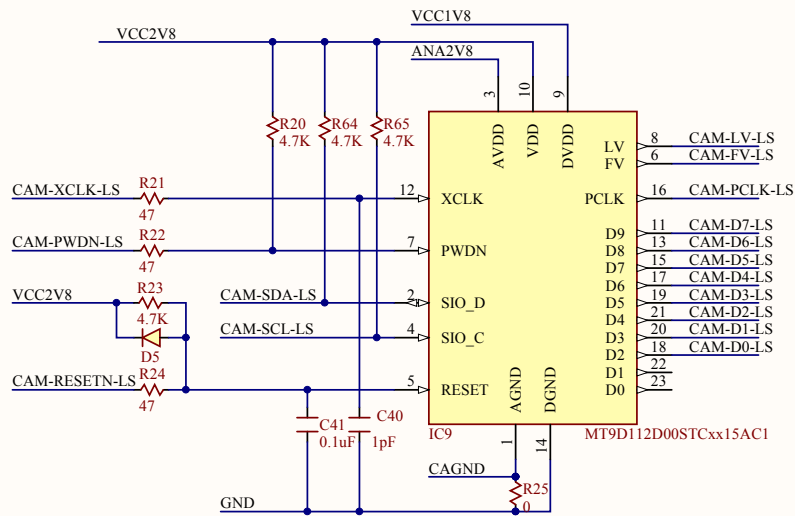 VCC1V8
VCC2V8
ANA2V8
3
10
9
R20
4.7K
R64
4.7K
R65
4.7K
AVDD
VDD
DVDD
LV
8
CAM-LV-LS
FV
6
CAM-FV-LS
CAM-XCLK-LS
R21
47
12
XCLK
PCLK
16
CAM-PCLK-LS
CAM-PWDN-LS
R22
47
7
PWDN
D9
11
CAM-D7-LS
D8
13
CAM-D6-LS
D7
15
CAM-D5-LS
D6
17
CAM-D4-LS
VCC2V8
R23
4.7K
D5
CAM-SDA-LS
2
SIO_D
D5
19
CAM-D3-LS
D4
21
CAM-D2-LS
CAM-SCL-LS
4
SIO_C
D3
20
CAM-D1-LS
D2
18
CAM-D0-LS
D1
22
D0
23
CAM-RESETN-LS
R24
47
5
RESET
AGND
DGND
C41
0.1uF
C40
1pF
IC9
MT9D112D00STCxx15AC1
1
14
CAGND
R25
0
GND